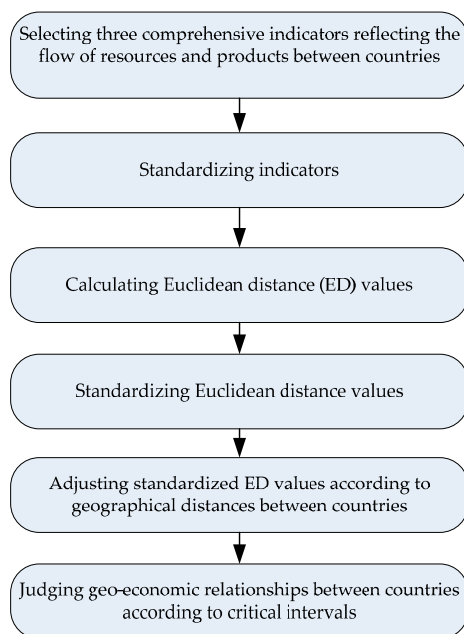 Selecting three comprehensive indicators reflecting the
flow of resources and products between countries
Standardizing indicators
Calculating Euclidean distance (ED) values
Standardizing Euclidean distance values
Adjusting standardized ED values according to
geographical distances between countries
Judging geo-economic relationships between countries
according to critical intervals